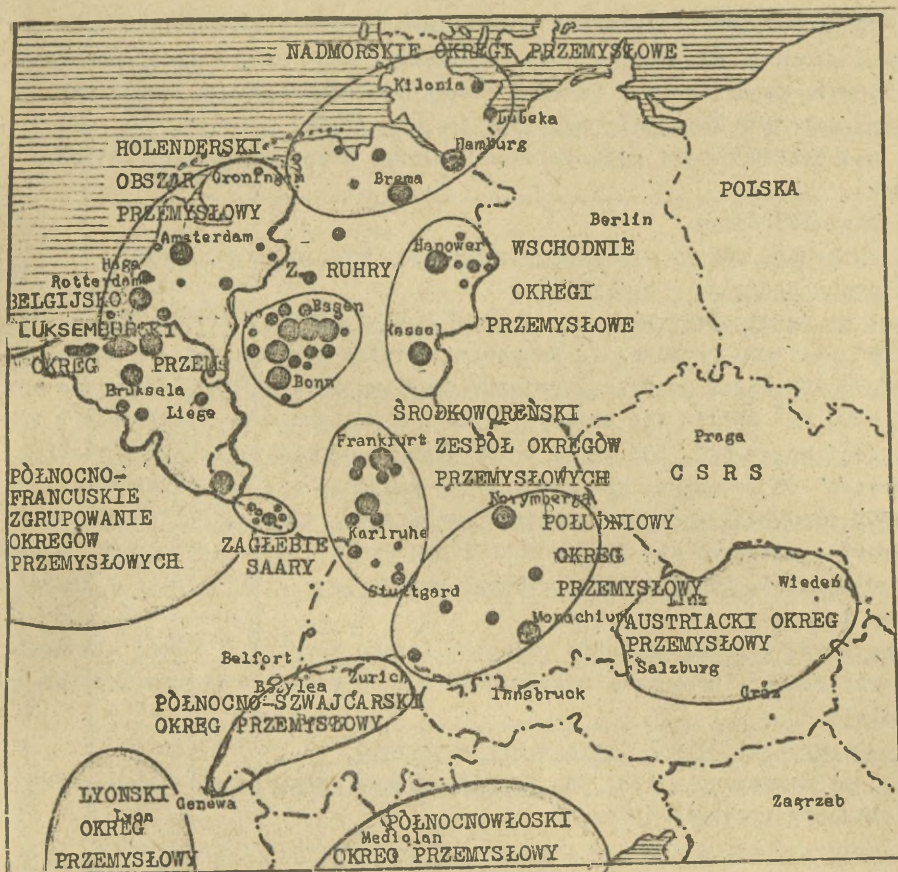 NADMORSKIE OKRĘGI PRZEMYSŁOWE
Kilonia
Lubeka
Hamburg
Brema
HOLENDERSKI
OBSZAR
PRZEMYSŁOWY
Groningen
Amsterdam
Haga
Rotterdam
POLSKA
Berlin
Hanower
WSCHODNIE
OKRĘGI
PRZEMYSŁOWE
Z. RUHRY
Essen
Bonn
Kassel
BELGIJSKO
LUKSEMBURSKI
OKRĘG PRZEM.
Bruksela
Liege
ŚRODKOWOREŃSKI
ZESPÓŁ OKRĘGÓW
PRZEMYSŁOWYCH
Frankfurt
Karlruhe
Stuttgard
Praga
CSRS
PÓŁNOCNO-
FRANCUSKIE
ZGRUPOWANIE
OKRĘGÓW
PRZEMYSŁOWYCH
ZAGŁĘBIE
SAARY
Norymberga
POŁUDNIOWY
OKRĘG
PRZEMYSŁOWY
Monachium
Wiedeń
Linz
AUSTRIACKI OKRĘG
PRZEMYSŁOWY
Salzburg
Graz
Innsbruck
Belfort
Bazylea
Zurich
PÓŁNOCNO-SZWAJCARSKI
OKRĘG PRZEMYSŁOWY
Genewa
LYONSKI
Lyon
OKRĘG
PRZEMYSŁOWY
PÓŁNOCNOWŁOSKI
Mediolan
OKRĘG PRZEMYSŁOWY
Zagrzeb